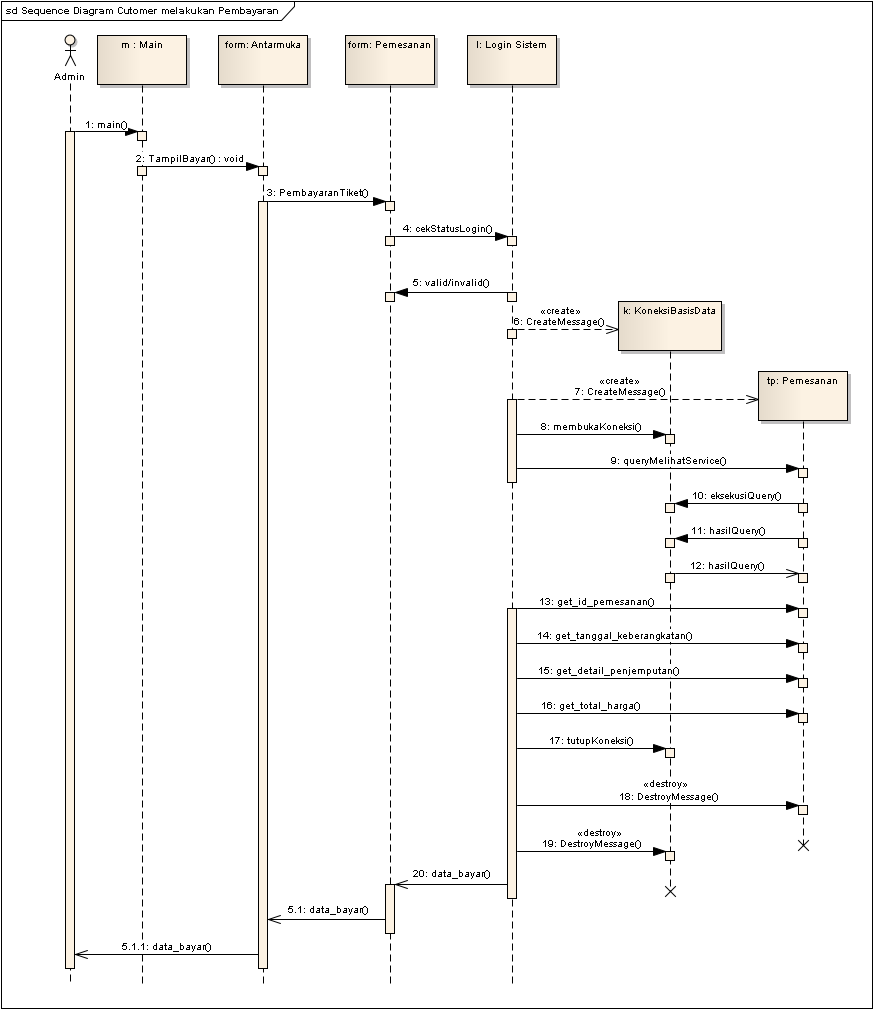 sd Sequence Diagram Cutomer melakukan Pembayaran
Admin
m : Main
form: Antarmuka
form: Pemesanan
l: Login Sistem
1: main()
2: TampilBayar() : void
3: PembayaranTiket()
4: cekStatusLogin()
5: valid/invalid()
«create»
6: CreateMessage()
k: KoneksiBasisData
«create»
7: CreateMessage()
tp: Pemesanan
8: membukaKoneksi()
9: queryMelihatService()
10: eksekusiQuery()
11: hasilQuery()
12: hasilQuery()
13: get_id_pemesanan()
14: get_tanggal_keberangkatan()
15: get_detail_penjemputan()
16: get_total_harga()
17: tutupKoneksi()
«destroy»
18: DestroyMessage()
«destroy»
19: DestroyMessage()
20: data_bayar()
5.1: data_bayar()
5.1.1: data_bayar()